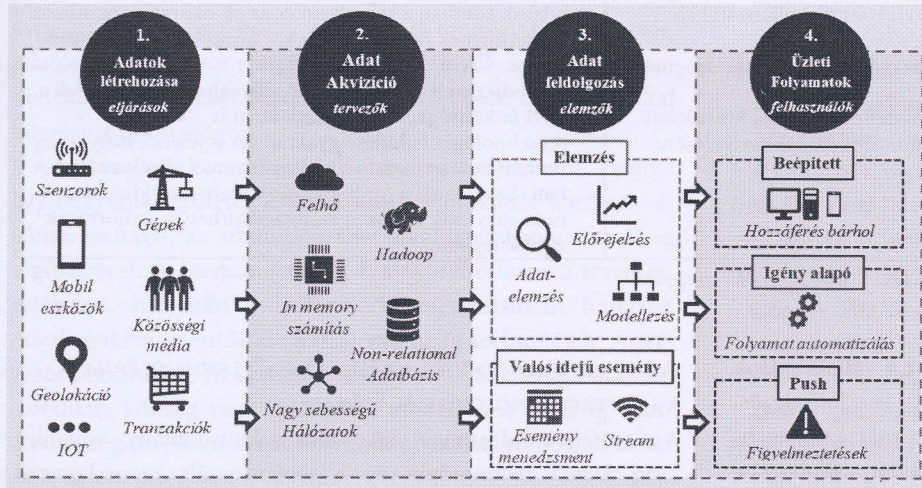 1.
Adatok
létrehozása
eljárások
Szenzorok
Gépek
Mobil
eszközök
Közösségi
média
Geolokáció
Tranzakciók
IOT
2.
Adat
Akvizíció
tervezők
Felhő
Hadoop
In memory
számítás
Non-relational
Adatbázis
Nagy sebességű
Hálózatok
3.
Adat
feldolgozás
elemzők
Elemzés
Előrejelzés
Adat-
elemzés
Modellezés
Valós idejű esemény
Esemény
menedzsment
Stream
4.
Üzleti
Folyamatok
felhasználók
Beépített
Hozzáférés bárhol
Igény alapó
Folyamat automatizálás
Push
Figyelmeztetések